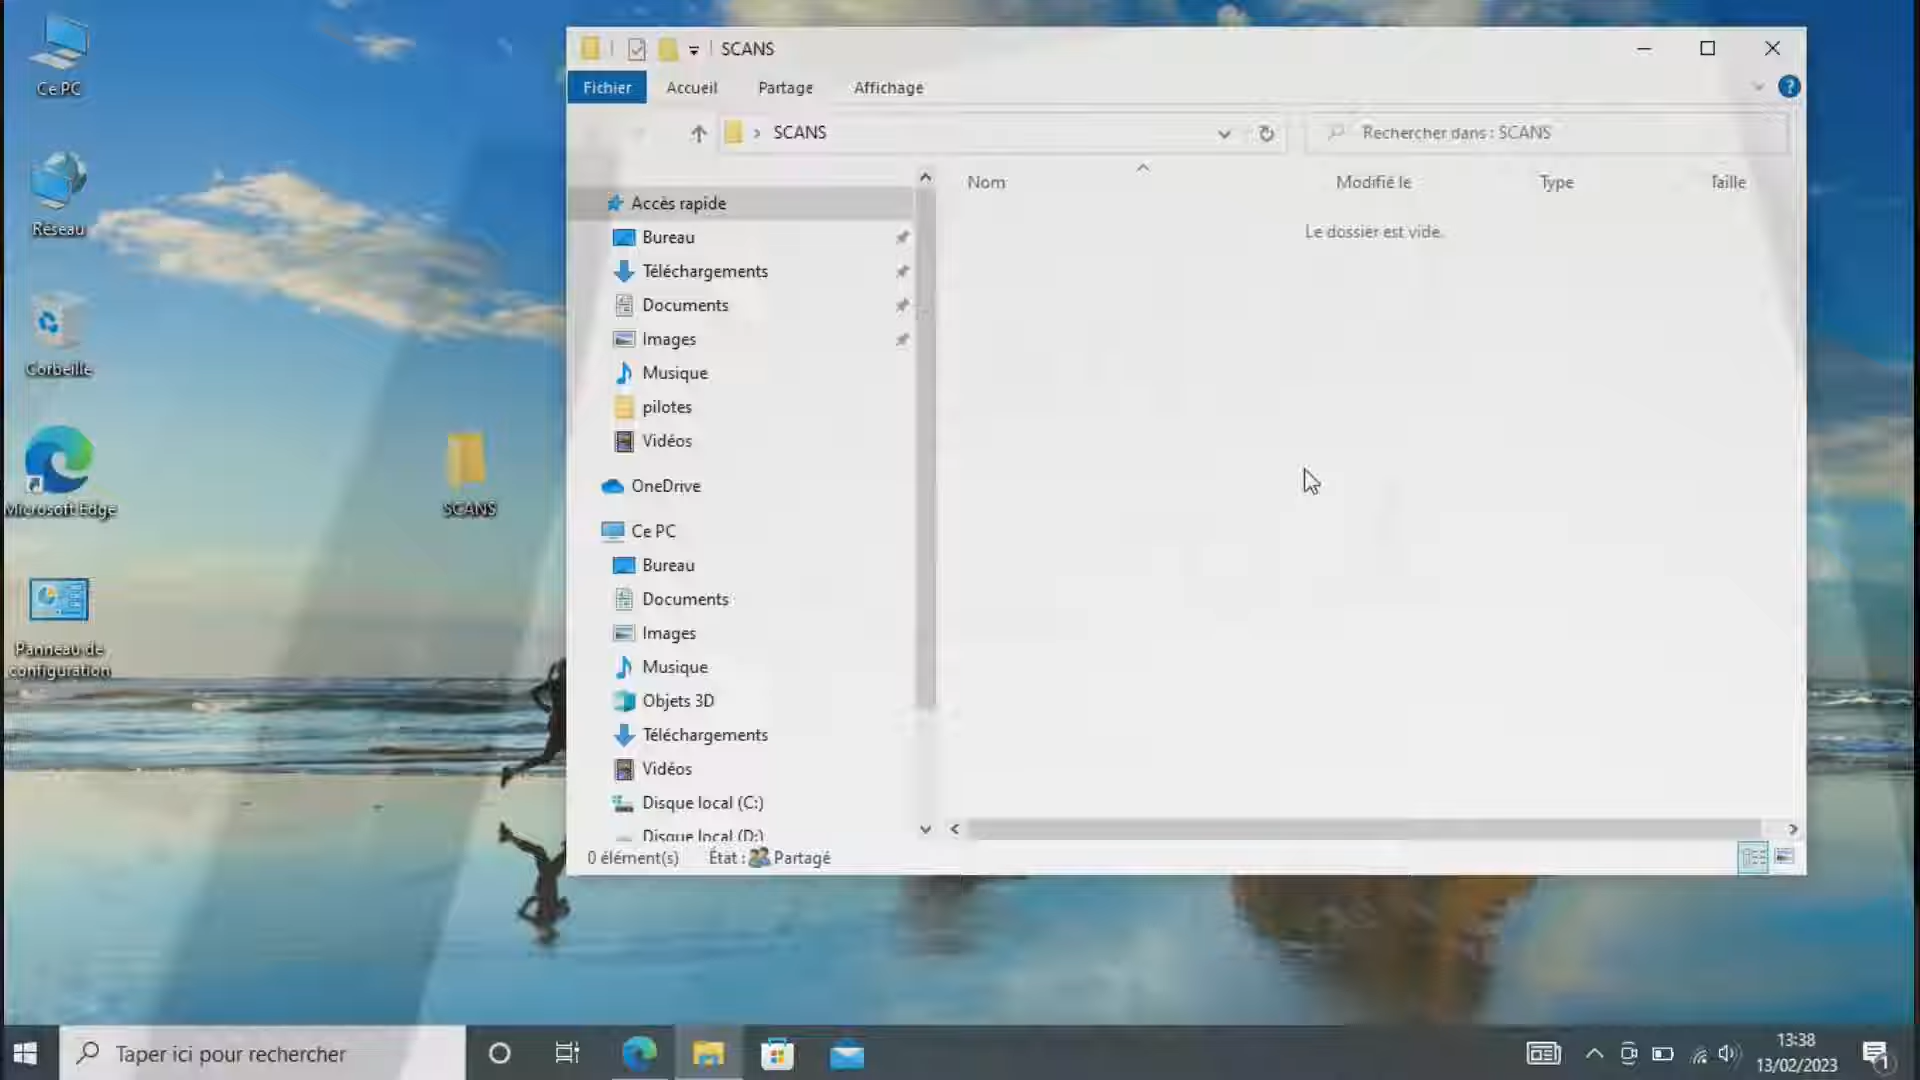 Ce PC
Réseau
Corbeille
Microsoft Edge
Panneau de
configuration
SCANS
SCANS
Fichier
Accueil
Partage
Affichage
?
› SCANS
Rechercher dans : SCANS
Accès rapide
Bureau
Téléchargements
Documents
Images
Musique
pilotes
Vidéos
OneDrive
Ce PC
Bureau
Documents
Images
Musique
Objets 3D
Téléchargements
Vidéos
Disque local (C:)
Disque local (D:)
Nom
Modifié le
Type
Taille
Le dossier est vide.
0 élément(s)
État :
Partagé
Taper ici pour rechercher
13:38
13/02/2023
1